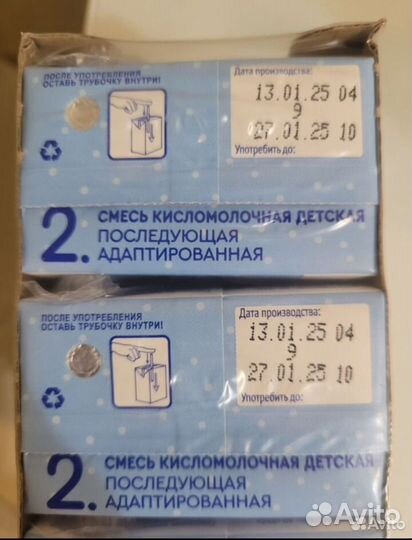 ПОСЛЕ УПОТРЕБЛЕНИЯ
ОСТАВЬ ТРУБОЧКУ ВНУТРИ!
Дата производства:
13.01.25 04
9
27.01.25 10
Употребить до:
2. СМЕСЬ КИСЛОМОЛОЧНАЯ ДЕТСКАЯ
ПОСЛЕДУЮЩАЯ
АДАПТИРОВАННАЯ
ПОСЛЕ УПОТРЕБЛЕНИЯ
ОСТАВЬ ТРУБОЧКУ ВНУТРИ!
Дата производства:
13.01.25 04
9
27.01.25 10
Употребить до:
2. СМЕСЬ КИСЛОМОЛОЧНАЯ ДЕТСКАЯ
ПОСЛЕДУЮЩАЯ
АДАПТИРОВАННАЯ
Avito